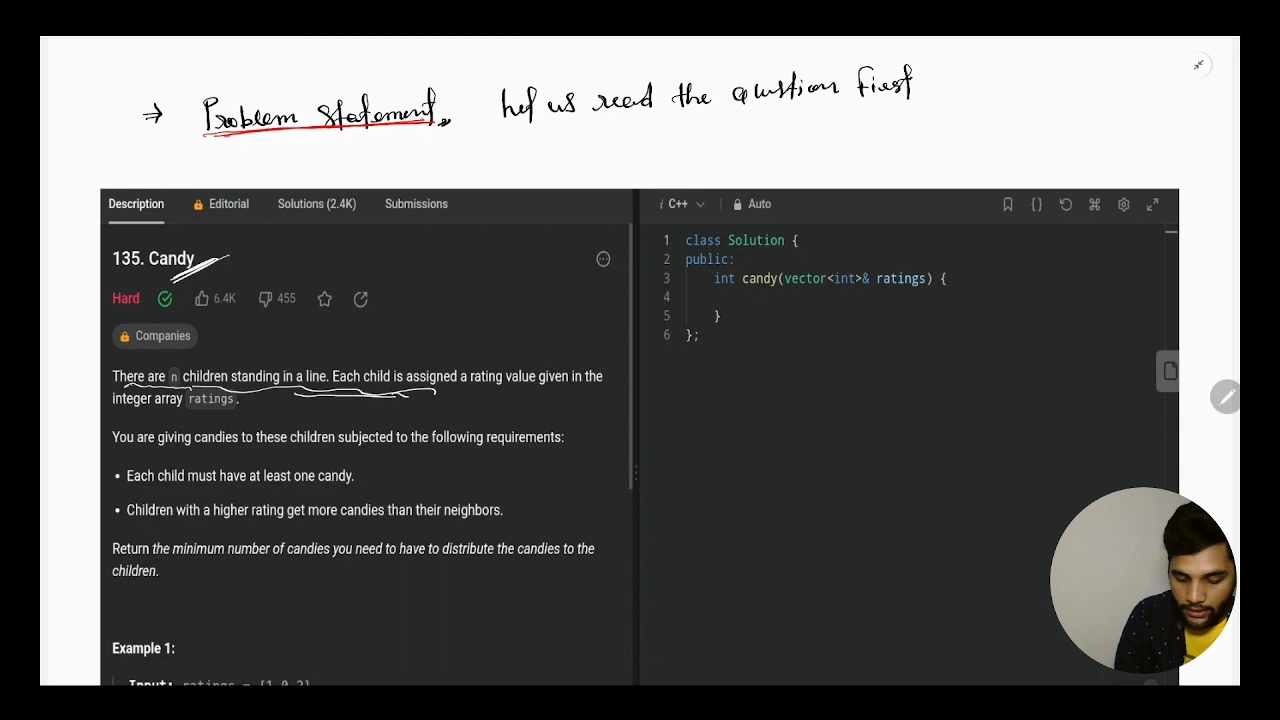 → Problem Statement. Let us read the question first
Description Editorial Solutions (2.4K) Submissions
i C++ Auto
135. Candy
Hard 6.4K 455
Companies
There are n children standing in a line. Each child is assigned a rating value given in the
integer array ratings.
You are giving candies to these children subjected to the following requirements:
• Each child must have at least one candy.
• Children with a higher rating get more candies than their neighbors.
Return the minimum number of candies you need to have to distribute the candies to the
children.
Example 1:
Input: ratings = [1,0,2]
1 class Solution {
2 public:
3 int candy(vector<int>& ratings) {
4
5 }
6 };